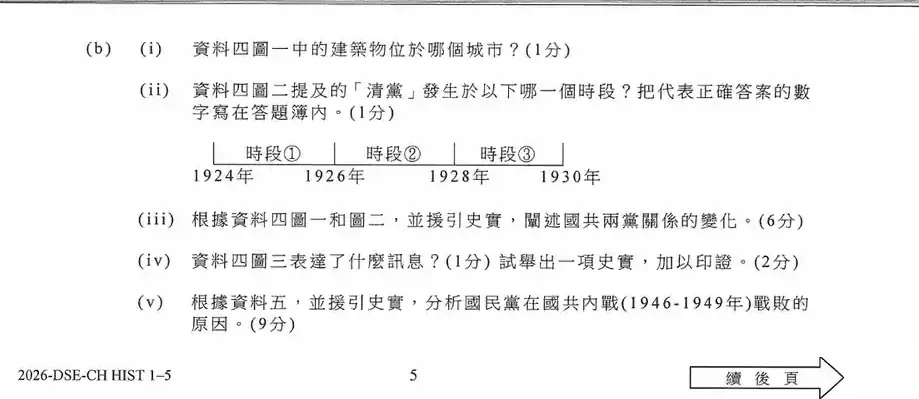 (b) (i) 資料四圖一中的建築物位於哪個城市？(1分)
(ii) 資料四圖二提及的「清黨」發生於以下哪一個時段？把代表正確答案的數
字寫在答題簿內。(1分)
時段① 時段② 時段③
1924年 1926年 1928年 1930年
(iii) 根據資料四圖一和圖二，並援引史實，闡述國共兩黨關係的變化。(6分)
(iv) 資料四圖三表達了什麼訊息？(1分) 試舉出一項史實，加以印證。(2分)
(v) 根據資料五，並援引史實，分析國民黨在國共內戰(1946-1949年)戰敗的
原因。(9分)
2026-DSE-CH HIST 1–5 5 續後頁